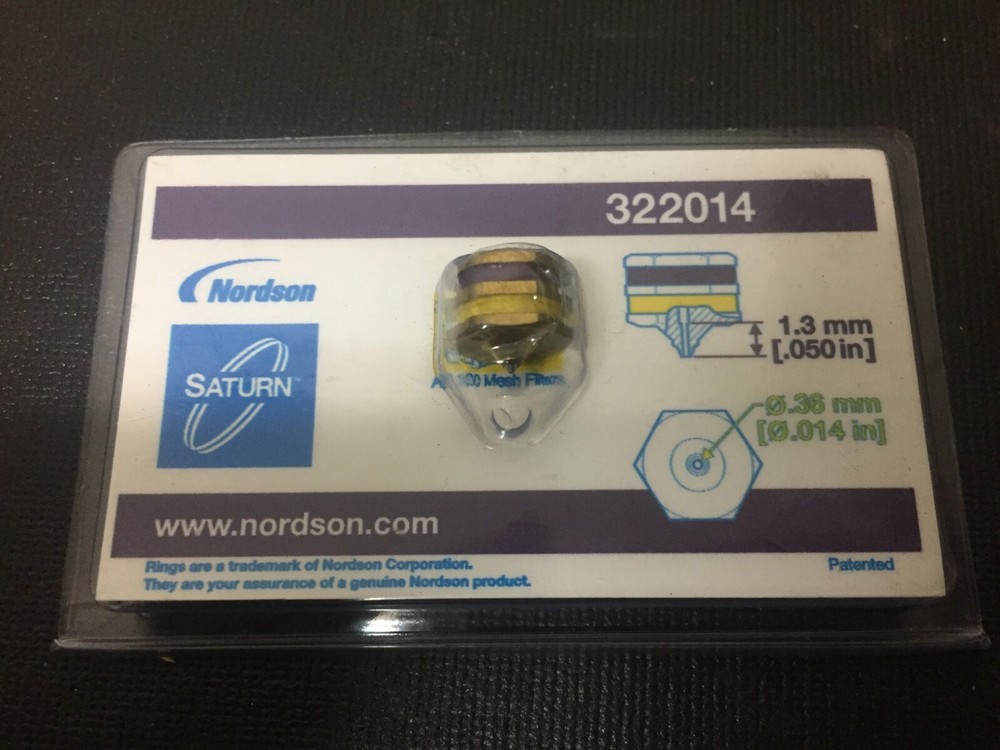 322014
Nordson
SATURN™
Mesh Filters
1.3 mm
[.050 in]
Ø.36 mm
[Ø.014 in]
www.nordson.com
Rings are a trademark of Nordson Corporation.
They are your assurance of a genuine Nordson product.
Patented